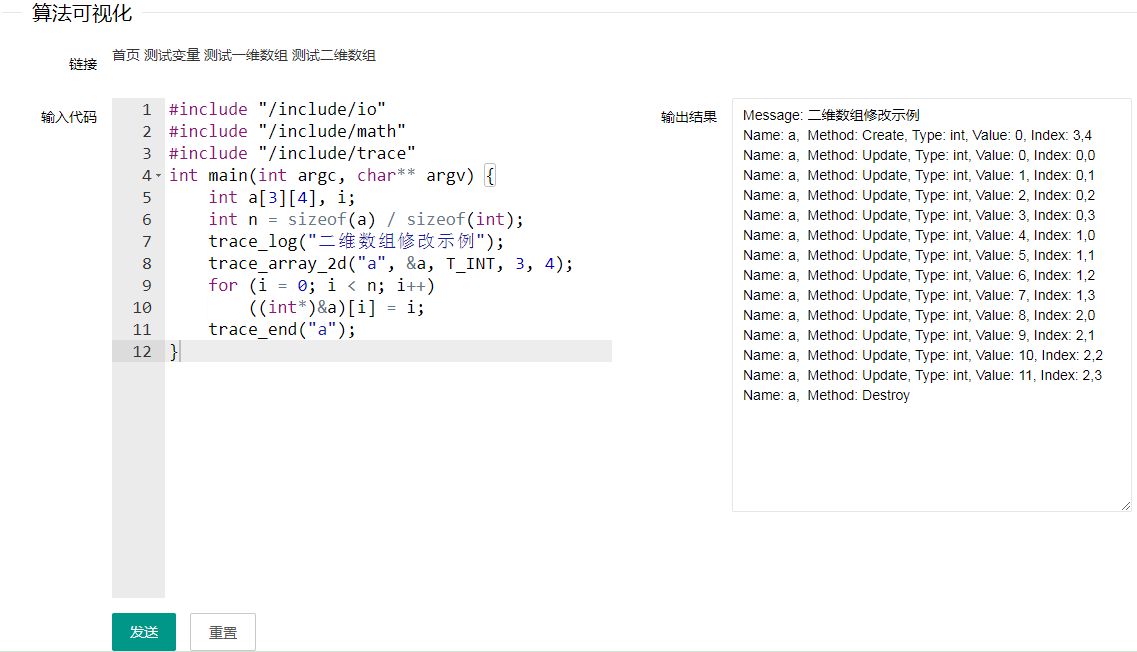 算法可视化
链接
首页 测试变量 测试一维数组 测试二维数组
输入代码
1 #include "/include/io"
2 #include "/include/math"
3 #include "/include/trace"
4 int main(int argc, char** argv) {
5     int a[3][4], i;
6     int n = sizeof(a) / sizeof(int);
7     trace_log("二维数组修改示例");
8     trace_array_2d("a", &a, T_INT, 3, 4);
9     for (i = 0; i < n; i++)
10         ((int*)&a)[i] = i;
11     trace_end("a");
12 }
输出结果
Message: 二维数组修改示例
Name: a,  Method: Create, Type: int, Value: 0, Index: 3,4
Name: a,  Method: Update, Type: int, Value: 0, Index: 0,0
Name: a,  Method: Update, Type: int, Value: 1, Index: 0,1
Name: a,  Method: Update, Type: int, Value: 2, Index: 0,2
Name: a,  Method: Update, Type: int, Value: 3, Index: 0,3
Name: a,  Method: Update, Type: int, Value: 4, Index: 1,0
Name: a,  Method: Update, Type: int, Value: 5, Index: 1,1
Name: a,  Method: Update, Type: int, Value: 6, Index: 1,2
Name: a,  Method: Update, Type: int, Value: 7, Index: 1,3
Name: a,  Method: Update, Type: int, Value: 8, Index: 2,0
Name: a,  Method: Update, Type: int, Value: 9, Index: 2,1
Name: a,  Method: Update, Type: int, Value: 10, Index: 2,2
Name: a,  Method: Update, Type: int, Value: 11, Index: 2,3
Name: a,  Method: Destroy
发送
重置